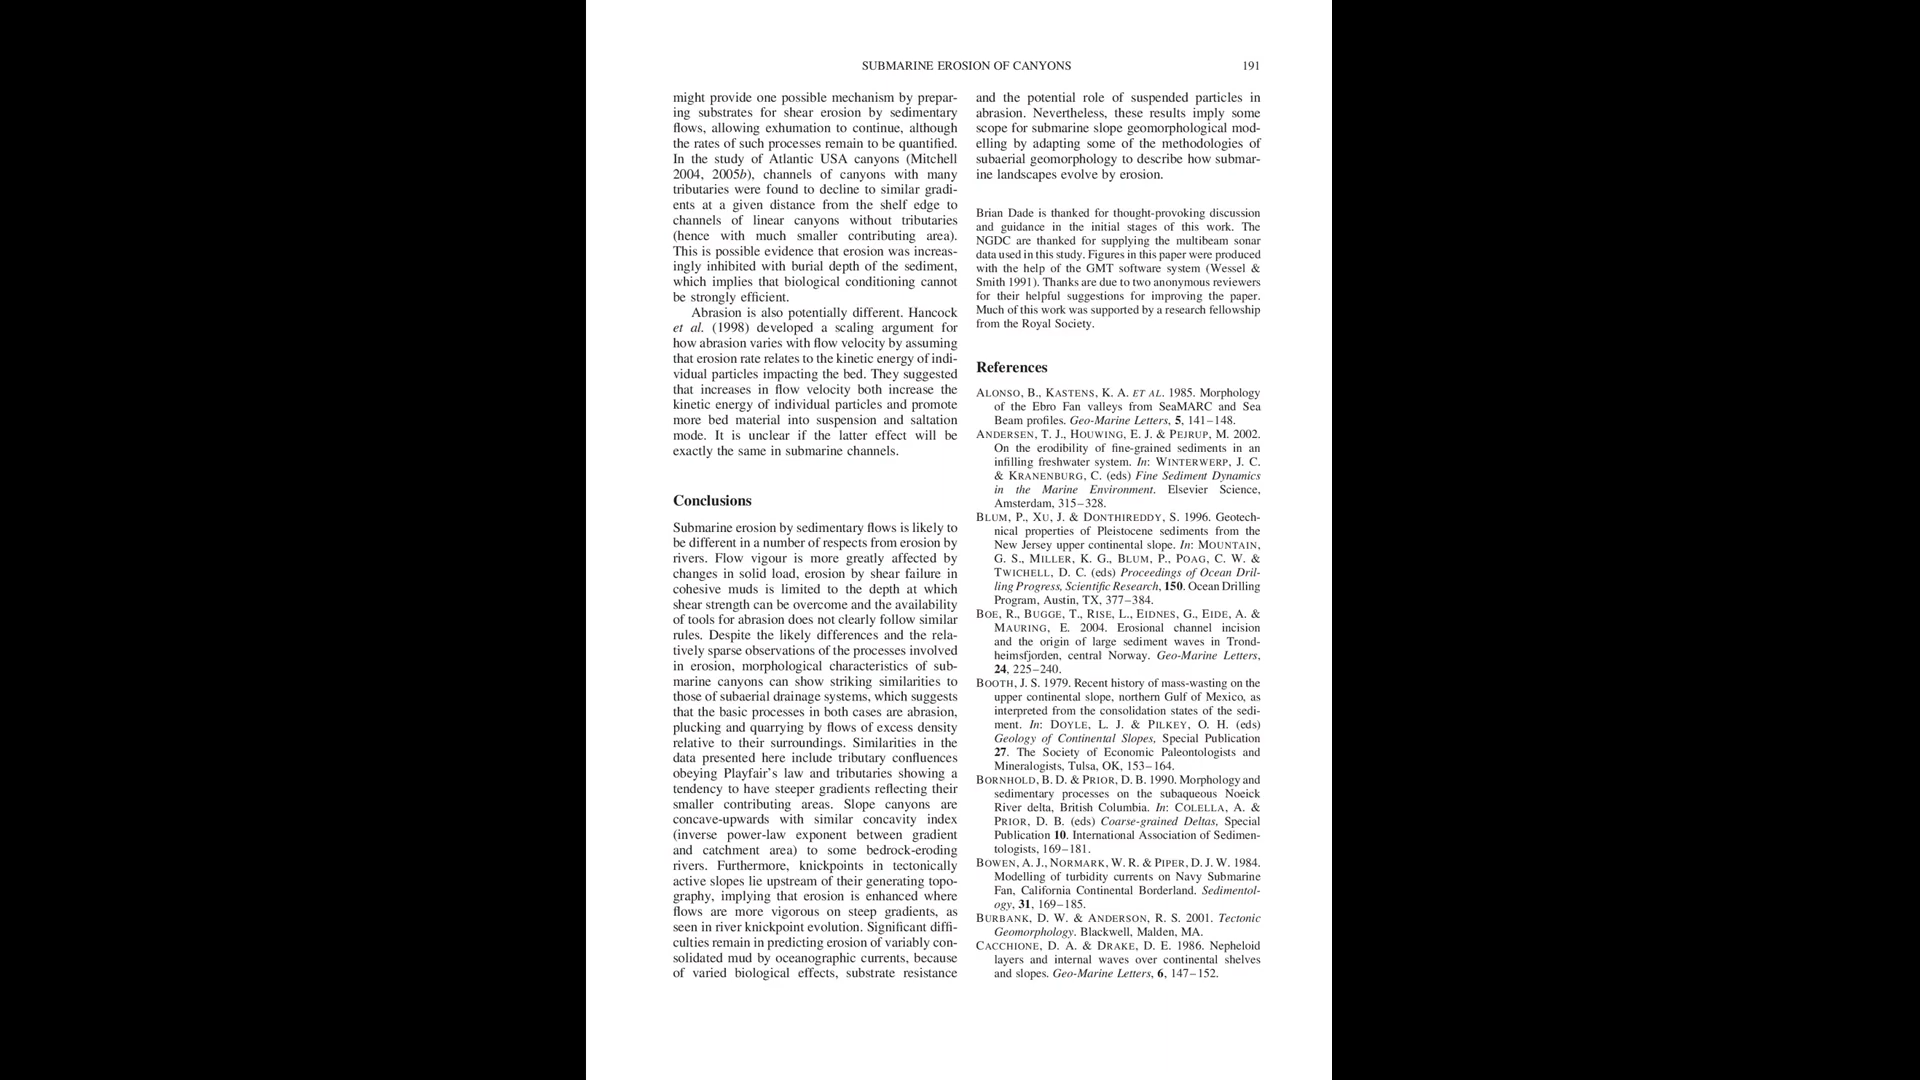 SUBMARINE EROSION OF CANYONS 191
might provide one possible mechanism by prepar-
ing substrates for shear erosion by sedimentary
flows, allowing exhumation to continue, although
the rates of such processes remain to be quantified.
In the study of Atlantic USA canyons (Mitchell
2004, 2005b), channels of canyons with many
tributaries were found to decline to similar gradi-
ents at a given distance from the shelf edge to
channels of linear canyons without tributaries
(hence with much smaller contributing area).
This is possible evidence that erosion was increas-
ingly inhibited with burial depth of the sediment,
which implies that biological conditioning cannot
be strongly efficient.
Abrasion is also potentially different. Hancock
et al. (1998) developed a scaling argument for
how abrasion varies with flow velocity by assuming
that erosion rate relates to the kinetic energy of indi-
vidual particles impacting the bed. They suggested
that increases in flow velocity both increase the
kinetic energy of individual particles and promote
more bed material into suspension and saltation
mode. It is unclear if the latter effect will be
exactly the same in submarine channels.
Conclusions
Submarine erosion by sedimentary flows is likely to
be different in a number of respects from erosion by
rivers. Flow vigour is more greatly affected by
changes in solid load, erosion by shear failure in
cohesive muds is limited to the depth at which
shear strength can be overcome and the availability
of tools for abrasion does not clearly follow similar
rules. Despite the likely differences and the rela-
tively sparse observations of the processes involved
in erosion, morphological characteristics of sub-
marine canyons can show striking similarities to
those of subaerial drainage systems, which suggests
that the basic processes in both cases are abrasion,
plucking and quarrying by flows of excess density
relative to their surroundings. Similarities in the
data presented here include tributary confluences
obeying Playfair's law and tributaries showing a
tendency to have steeper gradients reflecting their
smaller contributing areas. Slope canyons are
concave-upwards with similar concavity index
(inverse power-law exponent between gradient
and catchment area) to some bedrock-eroding
rivers. Furthermore, knickpoints in tectonically
active slopes lie upstream of their generating topo-
graphy, implying that erosion is enhanced where
flows are more vigorous on steep gradients, as
seen in river knickpoint evolution. Significant diffi-
culties remain in predicting erosion of variably con-
solidated mud by oceanographic currents, because
of varied biological effects, substrate resistance
and the potential role of suspended particles in
abrasion. Nevertheless, these results imply some
scope for submarine slope geomorphological mod-
elling by adapting some of the methodologies of
subaerial geomorphology to describe how submar-
ine landscapes evolve by erosion.
Brian Dade is thanked for thought-provoking discussion
and guidance in the initial stages of this work. The
NGDC are thanked for supplying the multibeam sonar
data used in this study. Figures in this paper were produced
with the help of the GMT software system (Wessel &
Smith 1991). Thanks are due to two anonymous reviewers
for their helpful suggestions for improving the paper.
Much of this work was supported by a research fellowship
from the Royal Society.
References
ALONSO, B., KASTENS, K. A. ET AL. 1985. Morphology
of the Ebro Fan valleys from SeaMARC and Sea
Beam profiles. Geo-Marine Letters, 5, 141–148.
ANDERSEN, T. J., HOUWING, E. J. & PEJRUP, M. 2002.
On the erodibility of fine-grained sediments in an
infilling freshwater system. In: WINTERWERP, J. C.
& KRANENBURG, C. (eds) Fine Sediment Dynamics
in the Marine Environment. Elsevier Science,
Amsterdam, 315–328.
BLUM, P., XU, J. & DONTHIREDDY, S. 1996. Geotech-
nical properties of Pleistocene sediments from the
New Jersey upper continental slope. In: MOUNTAIN,
G. S., MILLER, K. G., BLUM, P., POAG, C. W. &
TWICHELL, D. C. (eds) Proceedings of Ocean Dril-
ling Progress, Scientific Research, 150. Ocean Drilling
Program, Austin, TX, 377–384.
BOE, R., BUGGE, T., RISE, L., EIDNES, G., EIDE, A. &
MAURING, E. 2004. Erosional channel incision
and the origin of large sediment waves in Trond-
heimsfjorden, central Norway. Geo-Marine Letters,
24, 225–240.
BOOTH, J. S. 1979. Recent history of mass-wasting on the
upper continental slope, northern Gulf of Mexico, as
interpreted from the consolidation states of the sedi-
ment. In: DOYLE, L. J. & PILKEY, O. H. (eds)
Geology of Continental Slopes, Special Publication
27. The Society of Economic Paleontologists and
Mineralogists, Tulsa, OK, 153–164.
BORNHOLD, B. D. & PRIOR, D. B. 1990. Morphology and
sedimentary processes on the subaqueous Noeick
River delta, British Columbia. In: COLELLA, A. &
PRIOR, D. B. (eds) Coarse-grained Deltas, Special
Publication 10. International Association of Sedimen-
tologists, 169–181.
BOWEN, A. J., NORMARK, W. R. & PIPER, D. J. W. 1984.
Modelling of turbidity currents on Navy Submarine
Fan, California Continental Borderland. Sedimentol-
ogy, 31, 169–185.
BURBANK, D. W. & ANDERSON, R. S. 2001. Tectonic
Geomorphology. Blackwell, Malden, MA.
CACCHIONE, D. A. & DRAKE, D. E. 1986. Nepheloid
layers and internal waves over continental shelves
and slopes. Geo-Marine Letters, 6, 147–152.